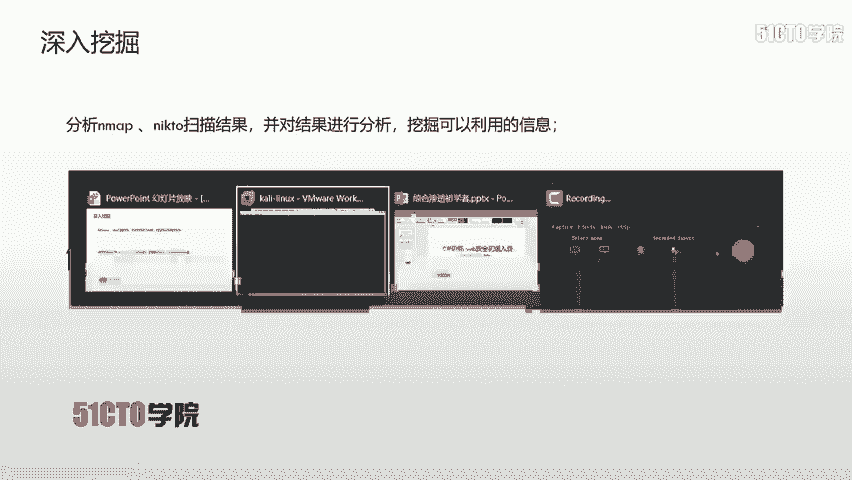 深入挖掘
51CTO学院
分析nmap 、nikto扫描结果，并对结果进行分析，挖掘可以利用的信息；
PowerPoint 幻灯片放映 - [...
kali-linux - VMware Work...
综合渗透初学者.pptx - Po...
Recording...
51CTO学院